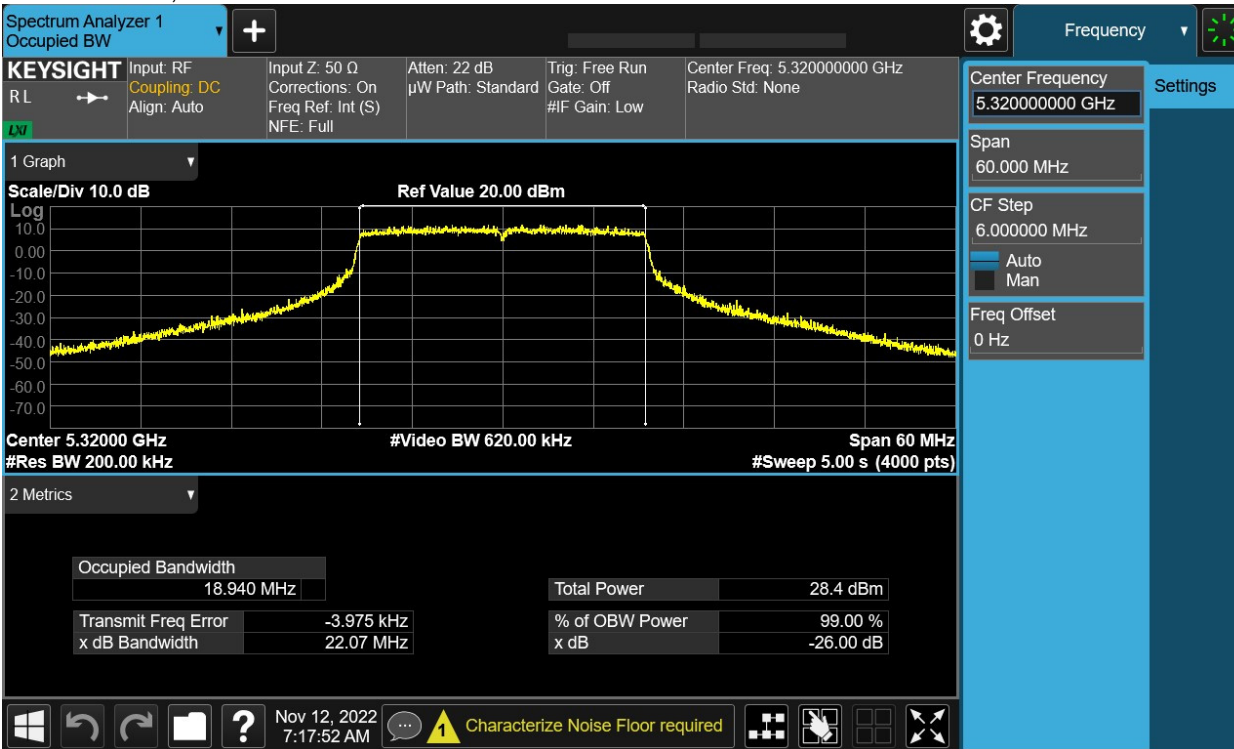 Spectrum Analyzer 1
Occupied BW
+
Frequency
KEYSIGHT
R L
LXI
Input: RF
Coupling: DC
Align: Auto
Input Z: 50 Ω
Corrections: On
Freq Ref: Int (S)
NFE: Full
Atten: 22 dB
µW Path: Standard
Trig: Free Run
Gate: Off
#IF Gain: Low
Center Freq: 5.320000000 GHz
Radio Std: None
Center Frequency
5.320000000 GHz
Settings
Span
60.000 MHz
CF Step
6.000000 MHz
Auto
Man
Freq Offset
0 Hz
1 Graph
Scale/Div 10.0 dB
Ref Value 20.00 dBm
Log
10.0
0.00
-10.0
-20.0
-30.0
-40.0
-50.0
-60.0
-70.0
Center 5.32000 GHz
#Video BW 620.00 kHz
Span 60 MHz
#Res BW 200.00 kHz
#Sweep 5.00 s (4000 pts)
2 Metrics
Occupied Bandwidth
18.940 MHz
Total Power 28.4 dBm
Transmit Freq Error -3.975 kHz
% of OBW Power 99.00 %
x dB Bandwidth 22.07 MHz
x dB -26.00 dB
?
Nov 12, 2022
7:17:52 AM
1
Characterize Noise Floor required